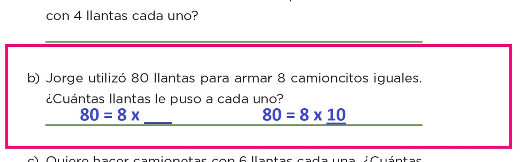 con 4 llantas cada uno?
b) Jorge utilizó 80 llantas para armar 8 camioncitos iguales.
¿Cuántas llantas le puso a cada uno?
80 = 8 x ____ 80 = 8 x 10
c) Quiero hacer camionetas con 6 llantas cada una. ¿Cuántas